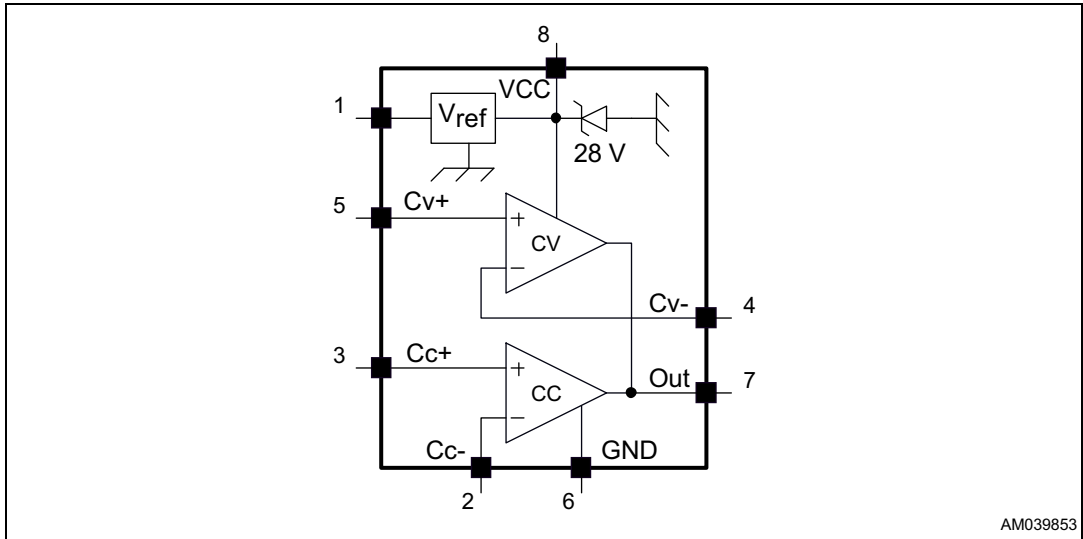 8
VCC
1
Vref
28 V
5
Cv+
+
CV
−
Cv-
4
3
Cc+
+
CC
−
Out
7
Cc-
GND
2
6
AM039853